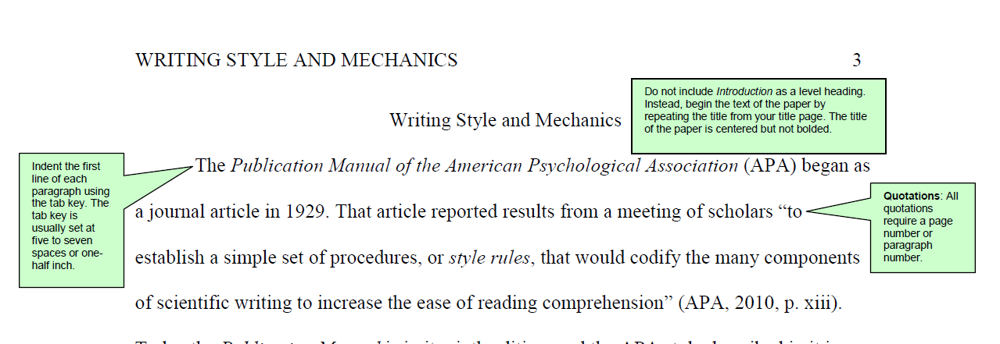 WRITING STYLE AND MECHANICS 3
Do not include Introduction as a level heading.
Instead, begin the text of the paper by
repeating the title from your title page. The title
of the paper is centered but not bolded.
Writing Style and Mechanics
Indent the first
line of each
paragraph using
the tab key. The
tab key is
usually set at
five to seven
spaces or one-
half inch.
The Publication Manual of the American Psychological Association (APA) began as
a journal article in 1929. That article reported results from a meeting of scholars “to
Quotations: All
quotations
require a page
number or
paragraph
number.
establish a simple set of procedures, or style rules, that would codify the many components
of scientific writing to increase the ease of reading comprehension” (APA, 2010, p. xiii).